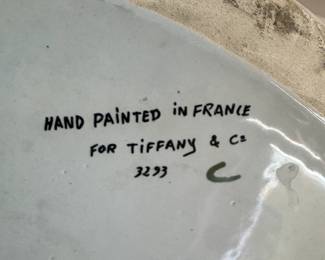 HAND PAiNTED iN FRANCE
FOR TiFFANY & Co
3293
C